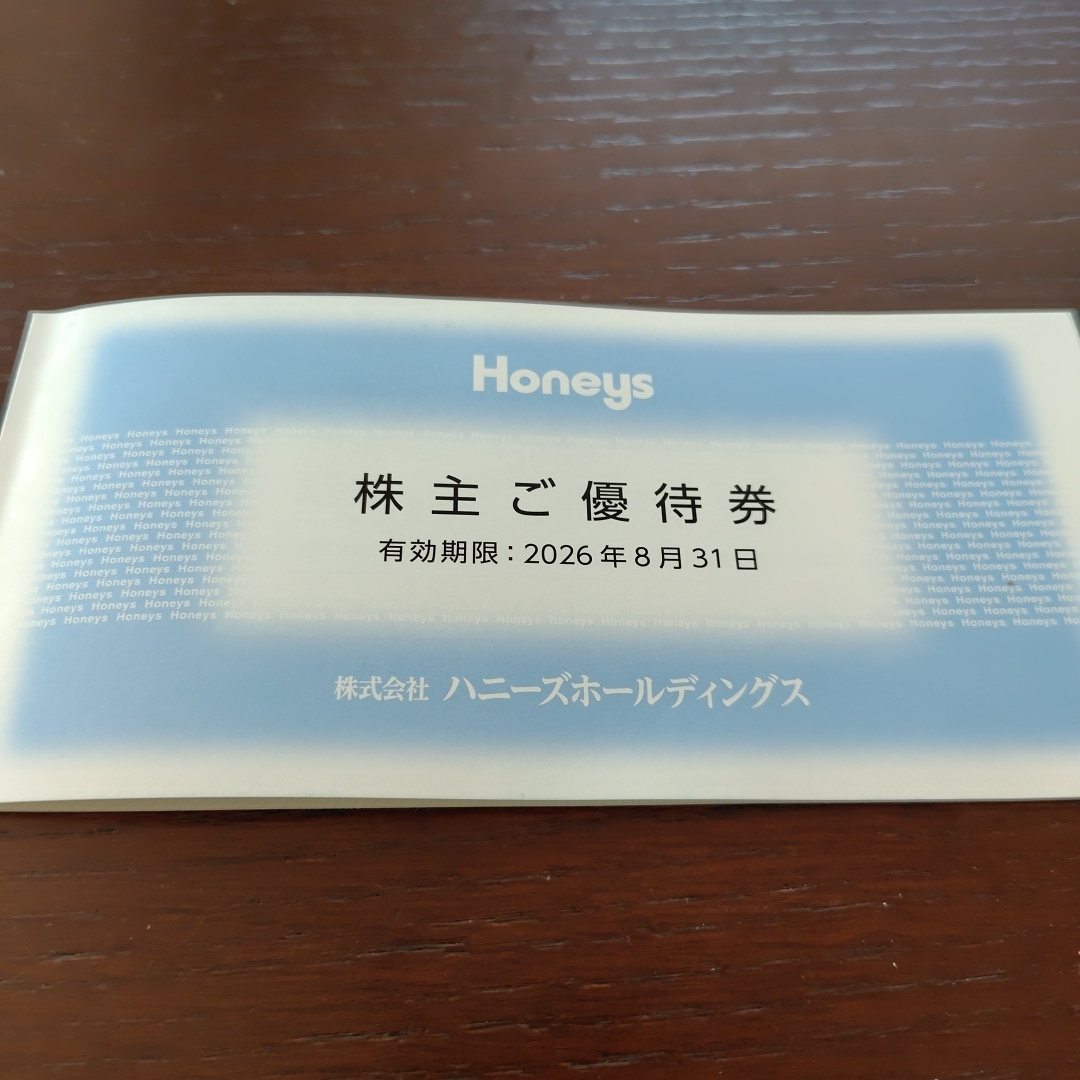 Honeys
株主ご優待券
有効期限：2026年8月31日
株式会社 ハニーズホールディングス